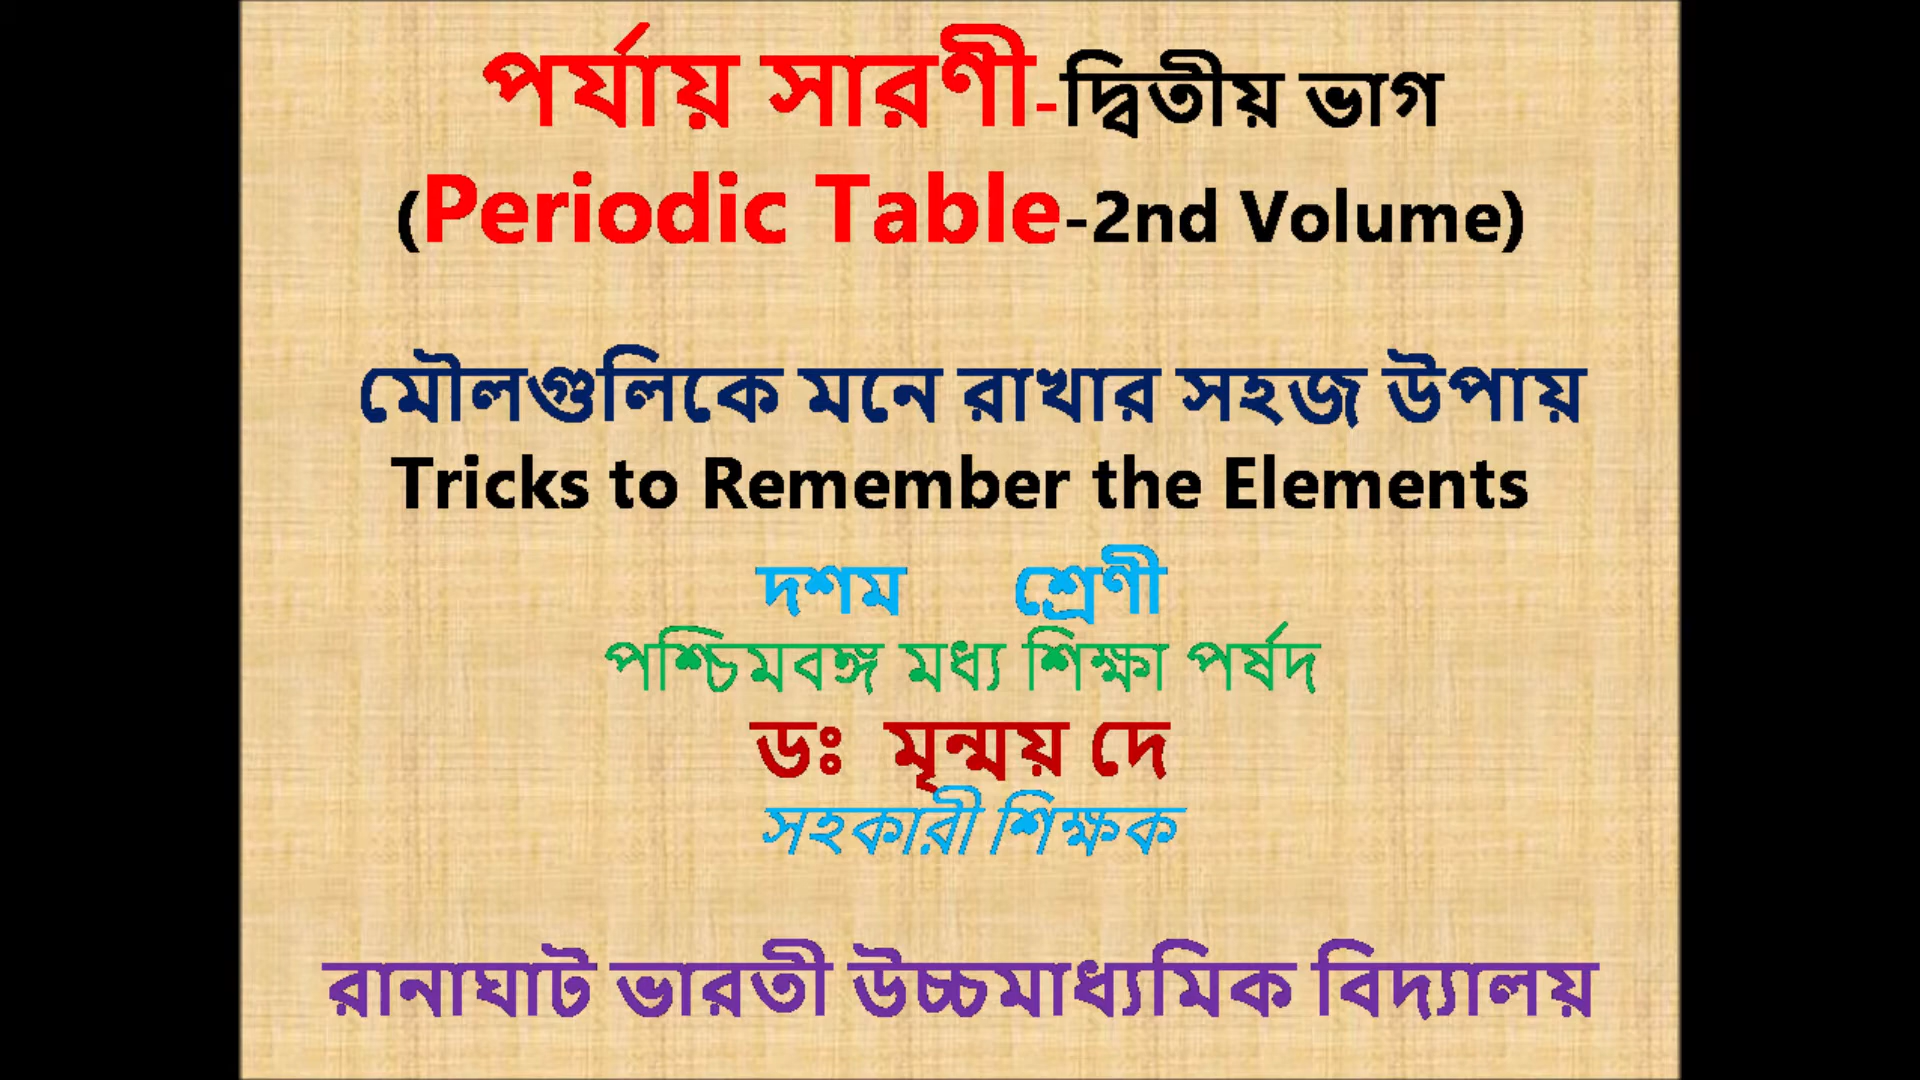 পর্যায় সারণী-দ্বিতীয় ভাগ
(Periodic Table-2nd Volume)
মৌলগুলিকে মনে রাখার সহজ উপায়
Tricks to Remember the Elements
দশম শ্রেণী
পশ্চিমবঙ্গ মধ্য শিক্ষা পর্ষদ
ডঃ মৃন্ময় দে
সহকারী শিক্ষক
রানাঘাট ভারতী উচ্চমাধ্যমিক বিদ্যালয়